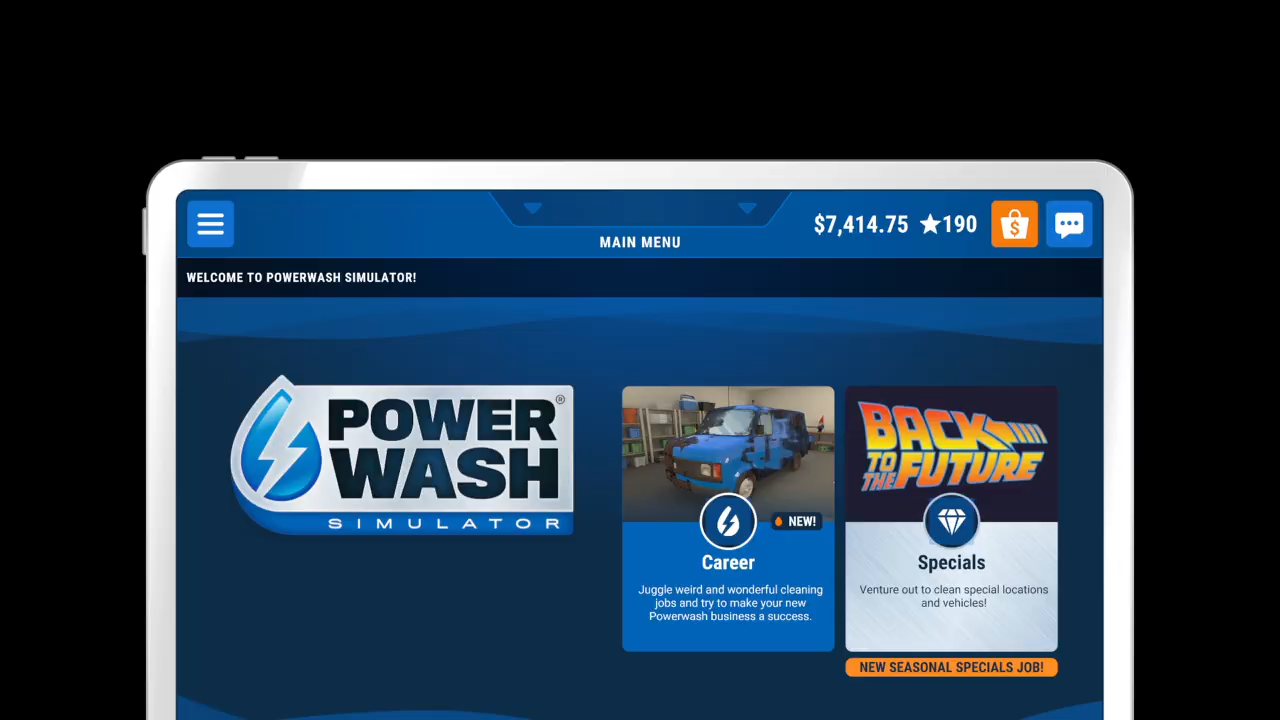 $7,414.75 ★190
MAIN MENU
WELCOME TO POWERWASH SIMULATOR!
POWER®
WASH
SIMULATOR
BACK
TO THE FUTURE
NEW!
Career
Juggle weird and wonderful cleaning
jobs and try to make your new
Powerwash business a success.
Specials
Venture out to clean special locations
and vehicles!
NEW SEASONAL SPECIALS JOB!